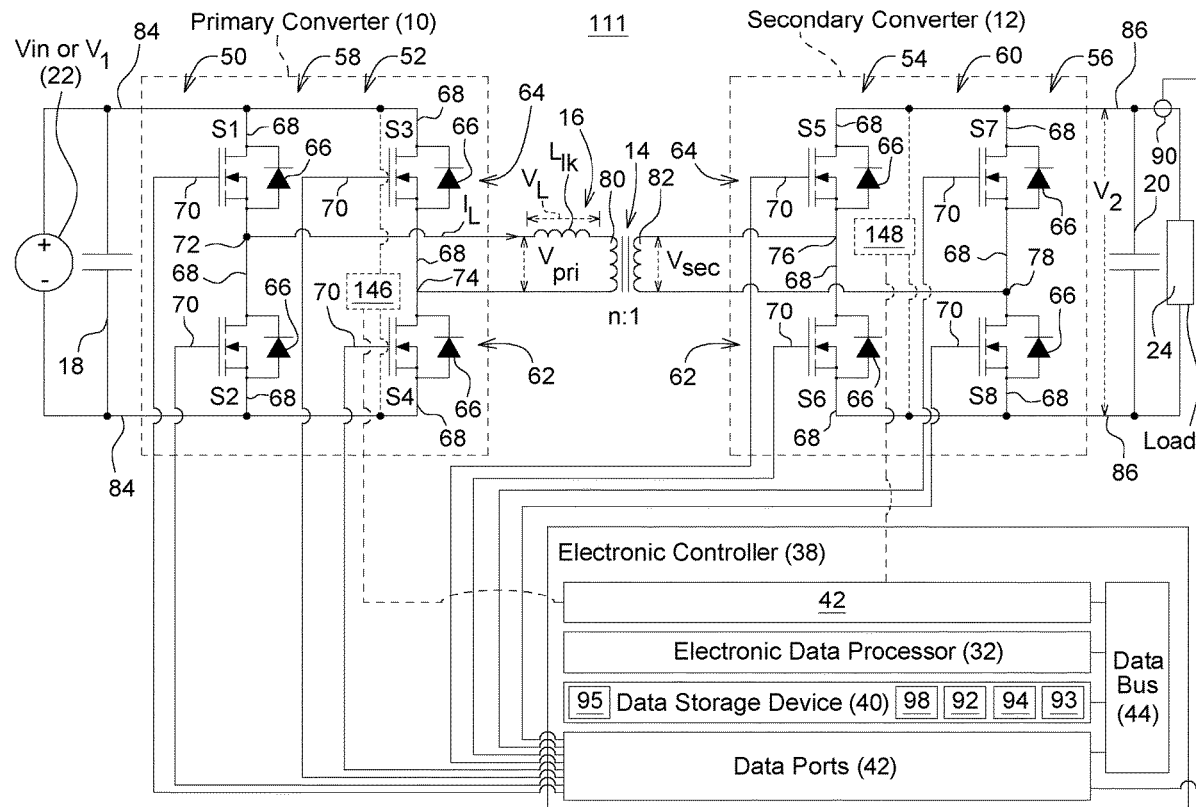 Primary Converter (10)
111
Secondary Converter (12)
Vin or V1
(22)
84
50
58
52
54
60
56
86
68
64
16
14
S1
68
S3
66
66
Llk
VL
80
82
64
S5
68
S7
68
66
66
86
90
V2
20
70
70
IL
70
70
72
+
-
68
146
68
74
Vpri
Vsec
76
148
68
68
78
n:1
18
70
66
70
66
62
62
70
66
70
66
24
S2
68
S4
68
S6
68
S8
68
Load
84
86
Electronic Controller (38)
42
Electronic Data Processor (32)
95 Data Storage Device (40) 98 92 94 93
Data Ports (42)
Data
Bus
(44)